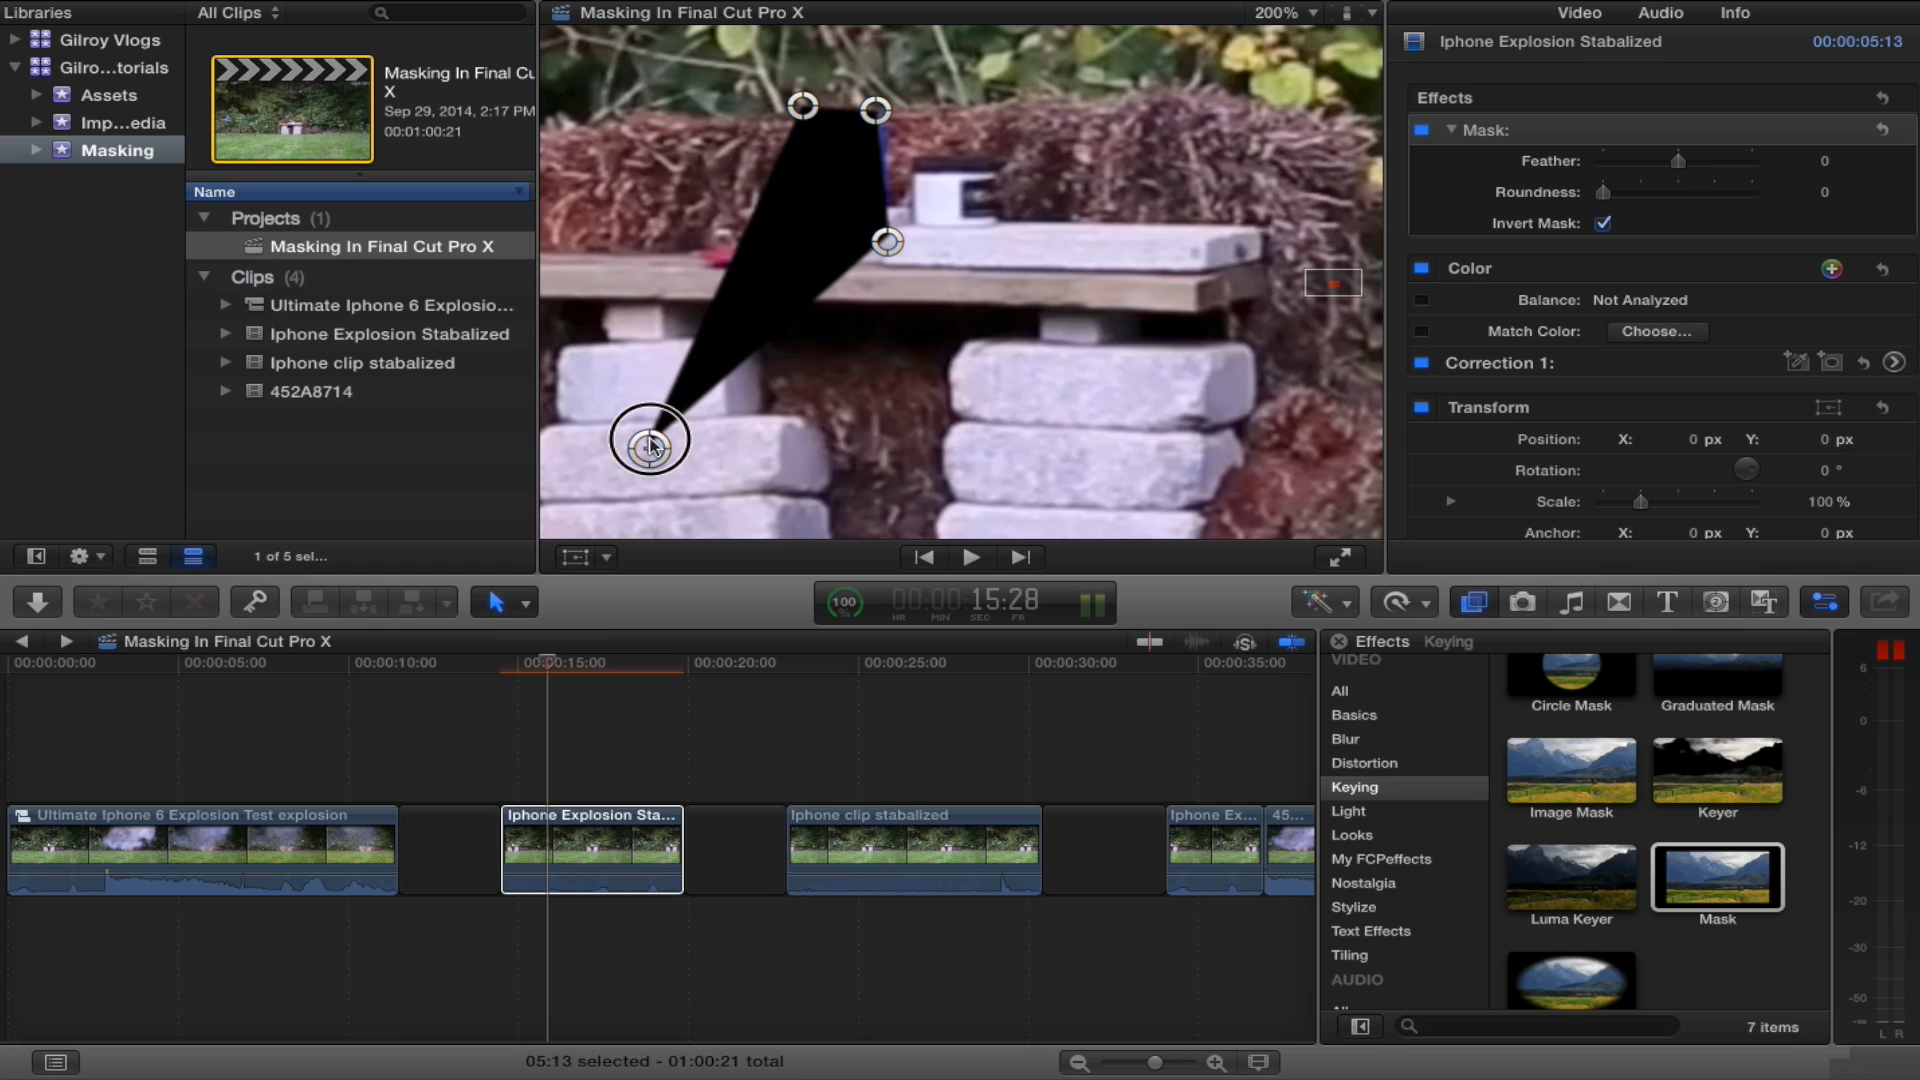 Libraries
All Clips
Masking In Final Cut Pro X
200%
Video
Audio
Info
Gilroy Vlogs
Gilro…torials
Assets
Imp…edia
Masking
Masking In Final Cu
X
Sep 29, 2014, 2:17 PM
00:01:00:21
Name
Projects (1)
Masking In Final Cut Pro X
Clips (4)
Ultimate Iphone 6 Explosio…
Iphone Explosion Stabalized
Iphone clip stabalized
452A8714
1 of 5 sel...
Iphone Explosion Stabalized
00:00:05:13
Effects
Mask:
Feather: 0
Roundness: 0
Invert Mask:
Color
Balance: Not Analyzed
Match Color: Choose...
Correction 1:
Transform
Position: X: 0 px Y: 0 px
Rotation: 0 °
Scale: 100 %
Anchor: X: 0 px Y: 0 px
100
%
00:00:15:28
HR MIN SEC FR
Masking In Final Cut Pro X
00:00:00:00
00:00:05:00
00:00:10:00
00:00:15:00
00:00:20:00
00:00:25:00
00:00:30:00
00:00:35:00
Ultimate Iphone 6 Explosion Test explosion
Iphone Explosion Sta...
Iphone clip stabalized
Iphone Ex...
45...
Effects
Keying
VIDEO
All
Basics
Blur
Distortion
Keying
Light
Looks
My FCPeffects
Nostalgia
Stylize
Text Effects
Tiling
AUDIO
Circle Mask
Graduated Mask
Image Mask
Keyer
Luma Keyer
Mask
7 items
6
0
-6
-12
-20
-30
-50
-∞
L R
05:13 selected - 01:00:21 total